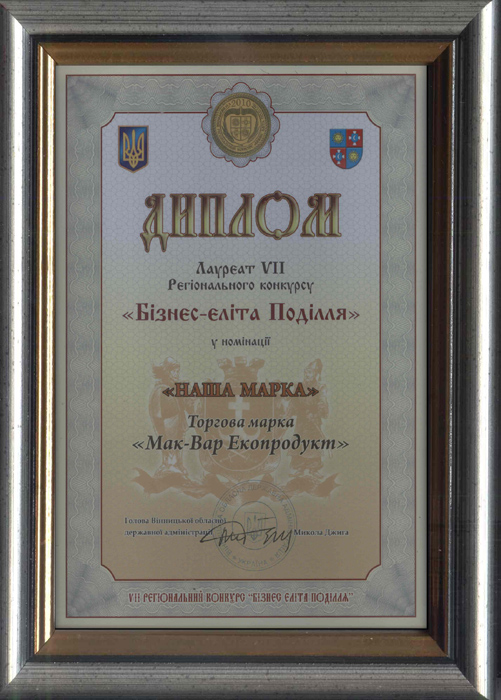 2010
ДИПЛОМ
Лауреат VII
Регіонального конкурсу
«Бізнес-еліта Поділля»
у номінації
«НАША МАРКА»
Торгова марка
«Мак-Вар Екопродукт»
Голова Вінницької обласної
державної адміністрації Микола Джига
VII РЕГІОНАЛЬНИЙ КОНКУРС "БІЗНЕС ЕЛІТА ПОДІЛЛЯ"